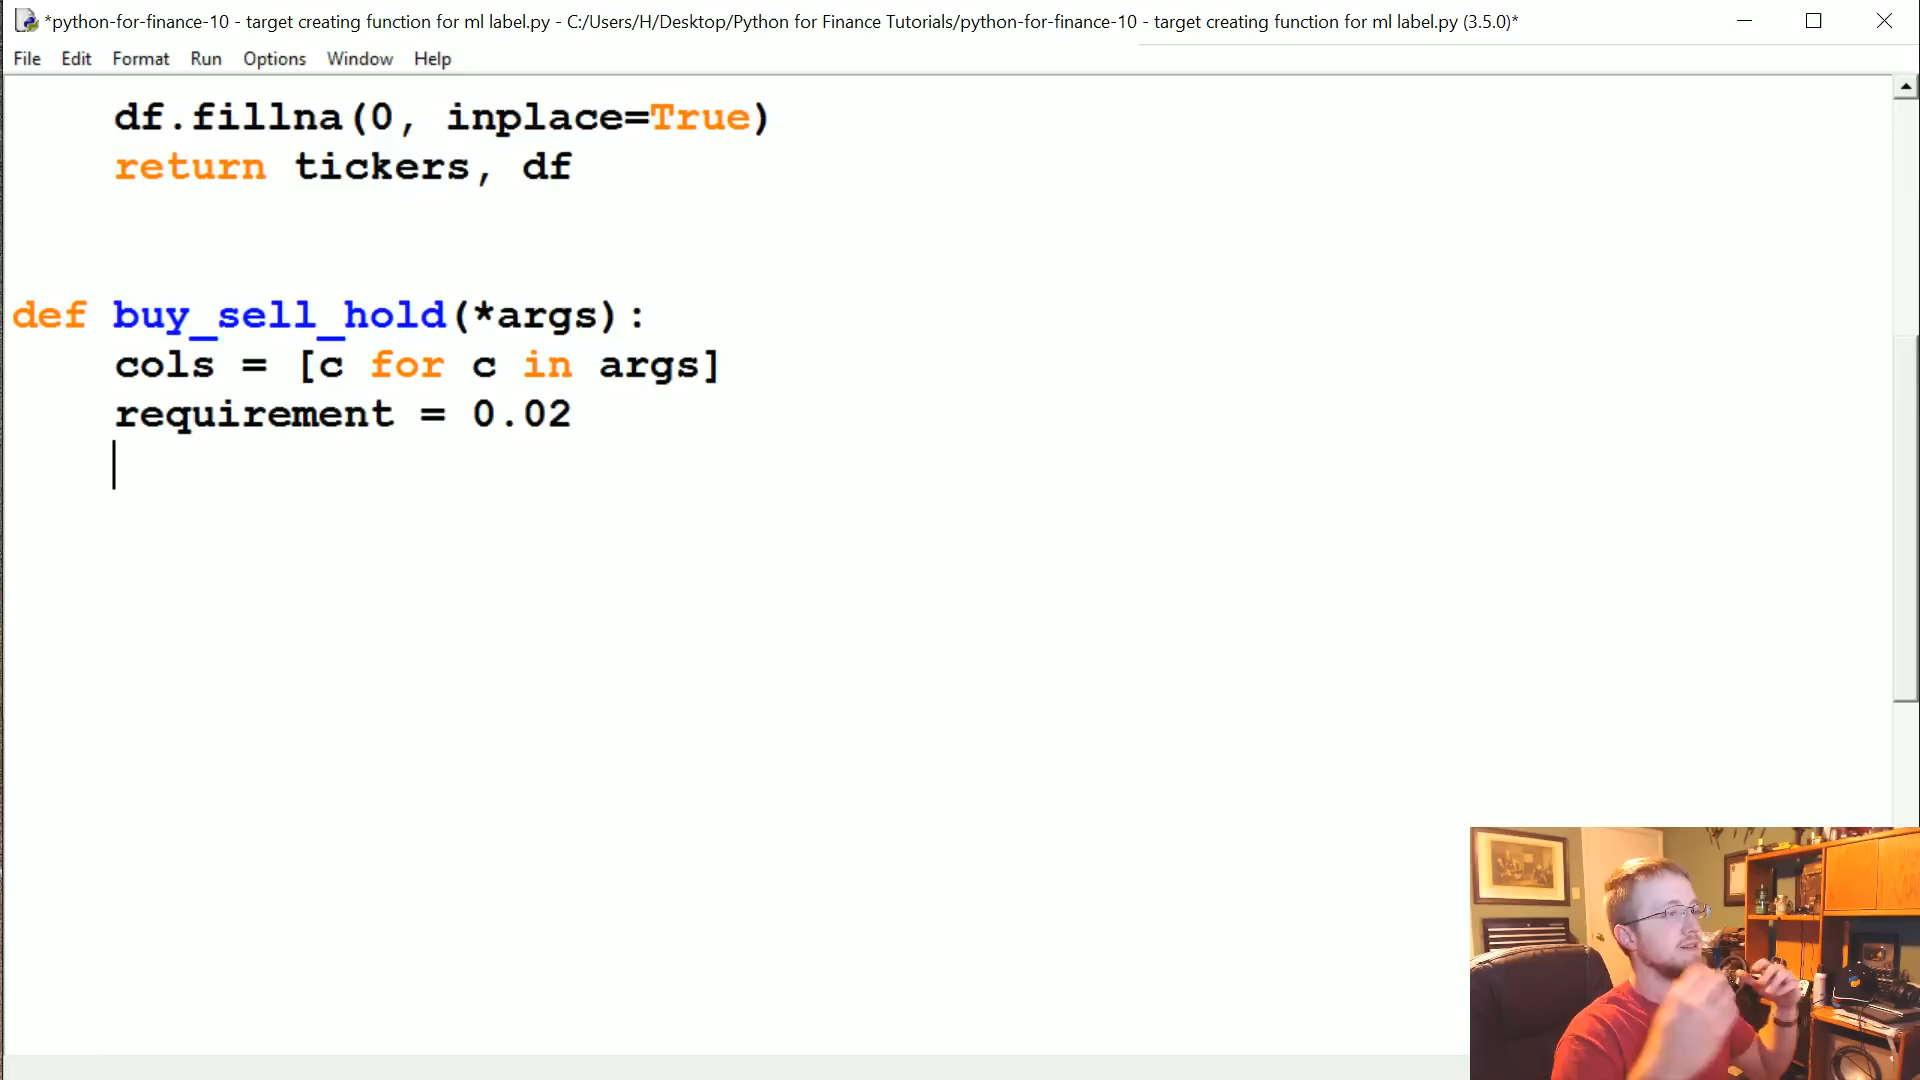 *python-for-finance-10 - target creating function for ml label.py - C:/Users/H/Desktop/Python for Finance Tutorials/python-for-finance-10 - target creating function for ml label.py (3.5.0)*
File Edit Format Run Options Window Help
df.fillna(0, inplace=True)
return tickers, df
def buy_sell_hold(*args):
cols = [c for c in args]
requirement = 0.02